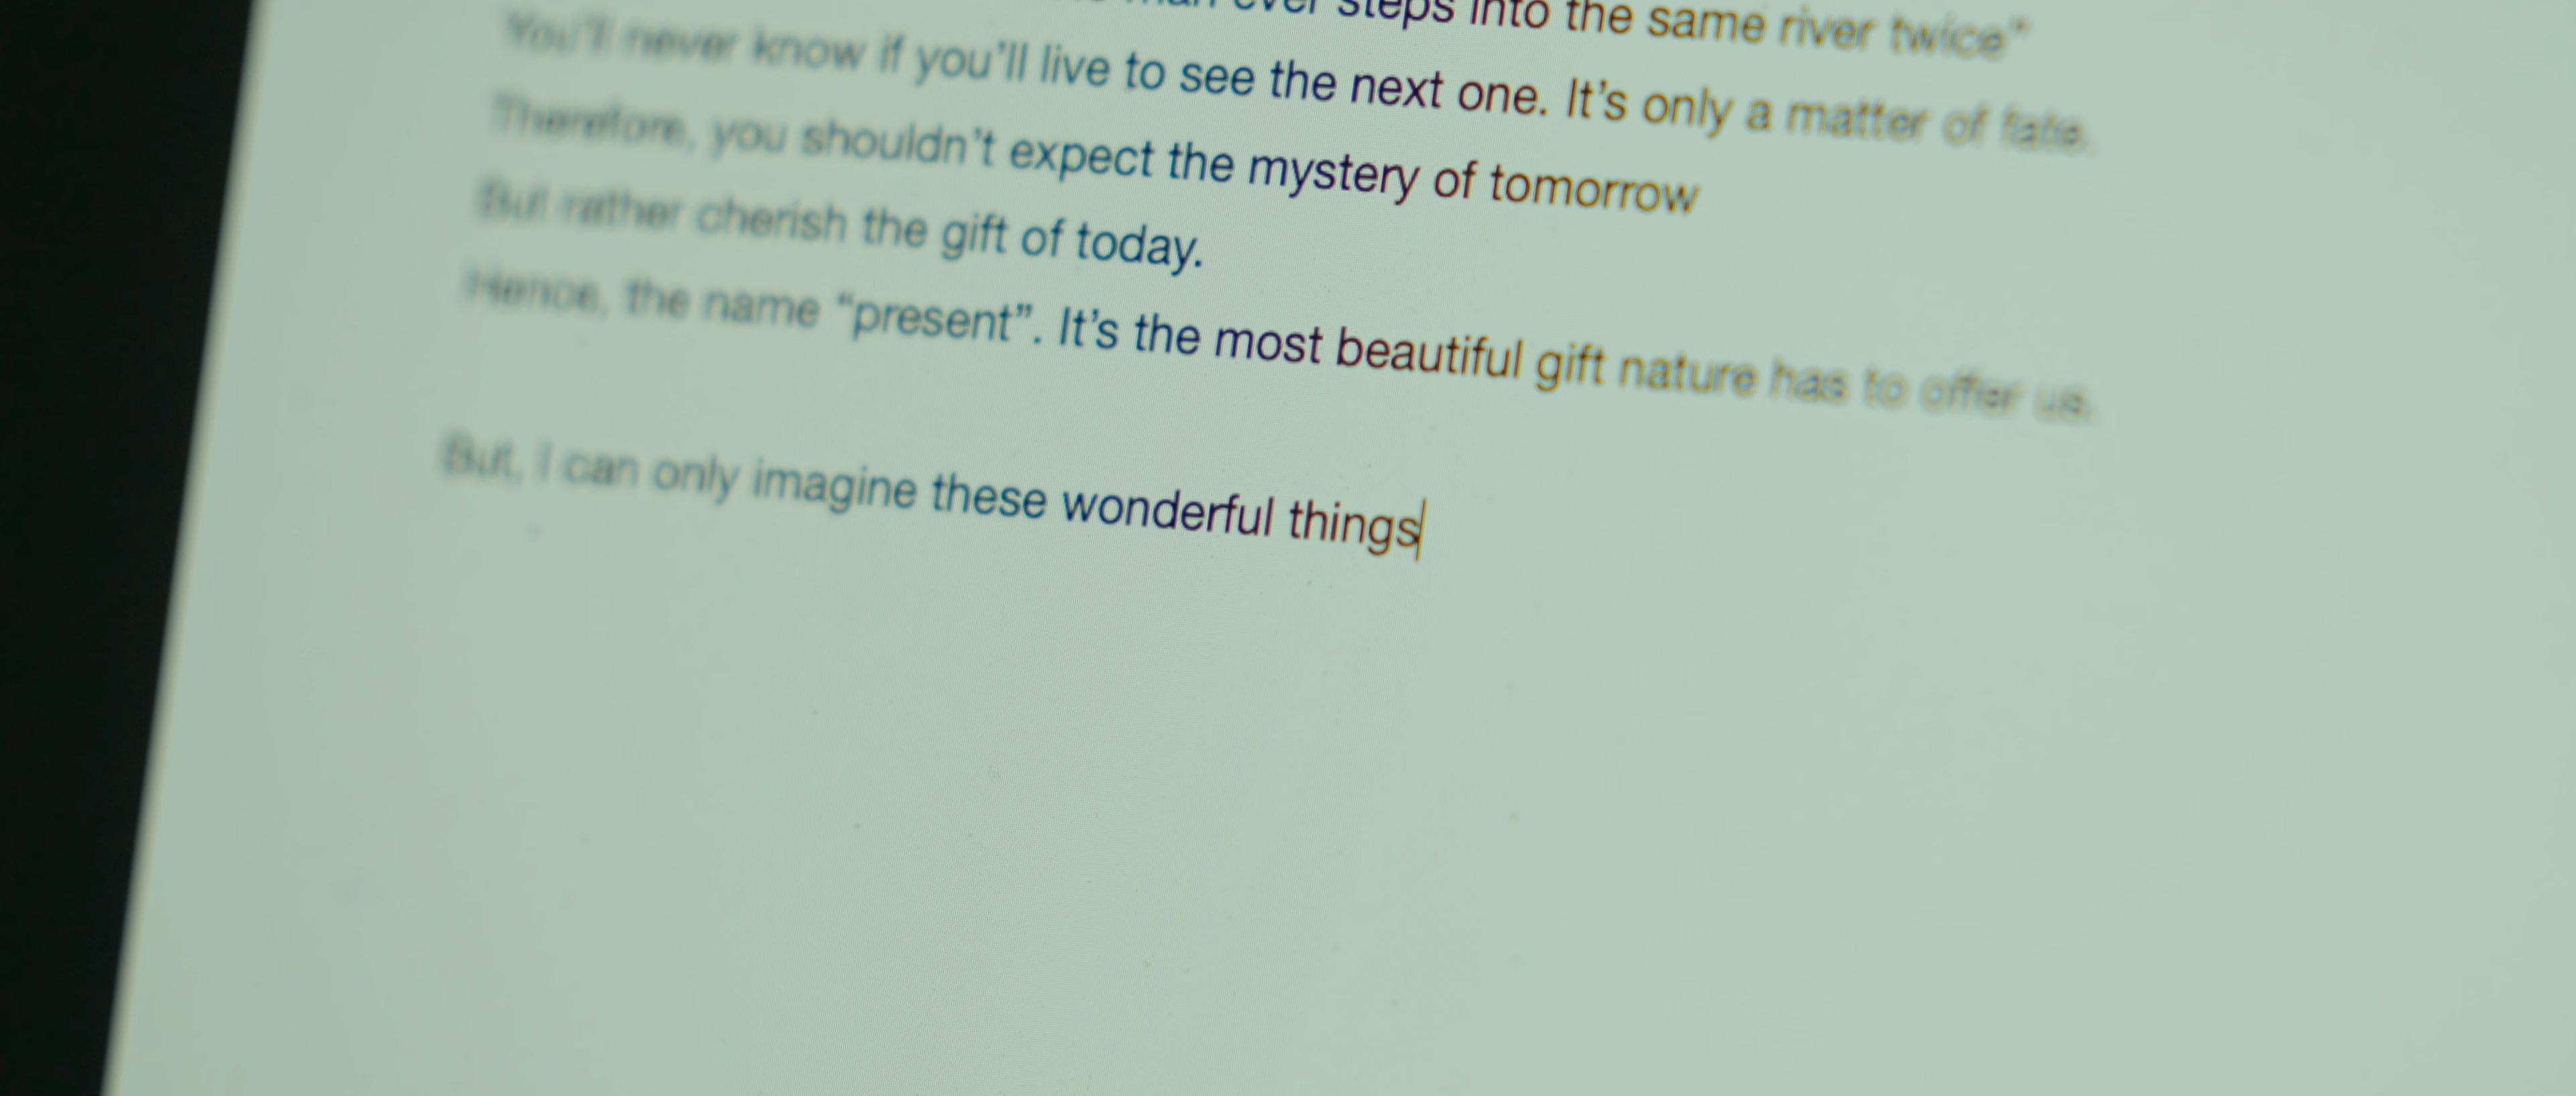 man ever steps into the same river twice"
You'll never know if you'll live to see the next one. It's only a matter of fate.
Therefore, you shouldn't expect the mystery of tomorrow
But rather cherish the gift of today.
Hence, the name “present”. It's the most beautiful gift nature has to offer us.
But, I can only imagine these wonderful things